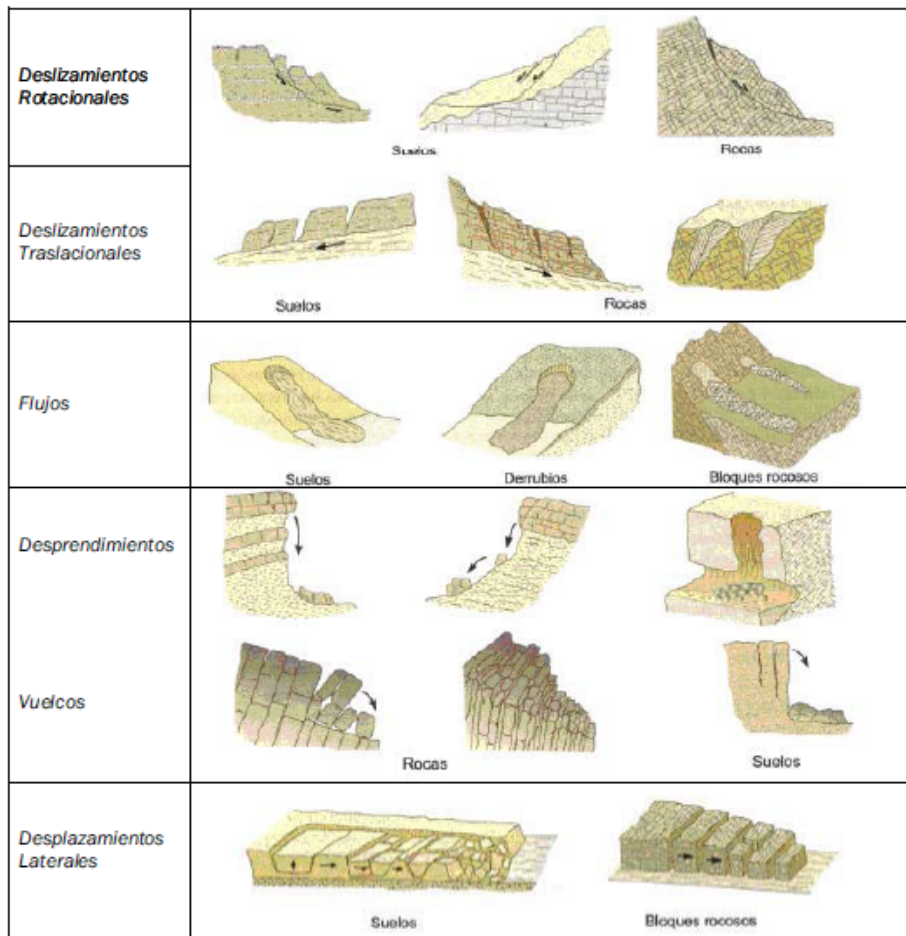 Deslizamientos
Rotacionales
Suelos
Rocas
Deslizamientos
Traslacionales
Suelos
Rocas
Flujos
Suelos
Derrubios
Bloques rocosos
Desprendimientos
Vuelcos
Rocas
Suelos
Desplazamientos
Laterales
Suelos
Bloques rocosos